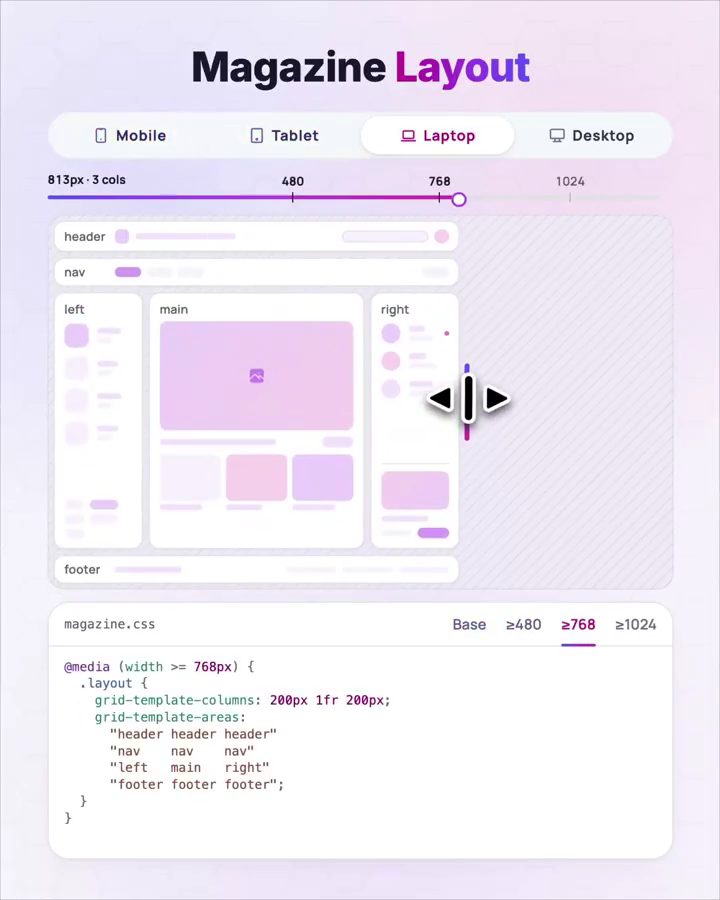 Magazine Layout
Mobile Tablet Laptop Desktop
813px · 3 cols 480 768 1024
header
nav
left main right
footer
magazine.css Base ≥480 ≥768 ≥1024
@media (width >= 768px) {
  .layout {
    grid-template-columns: 200px 1fr 200px;
    grid-template-areas:
      "header header header"
      "nav    nav    nav"
      "left   main   right"
      "footer footer footer";
  }
}